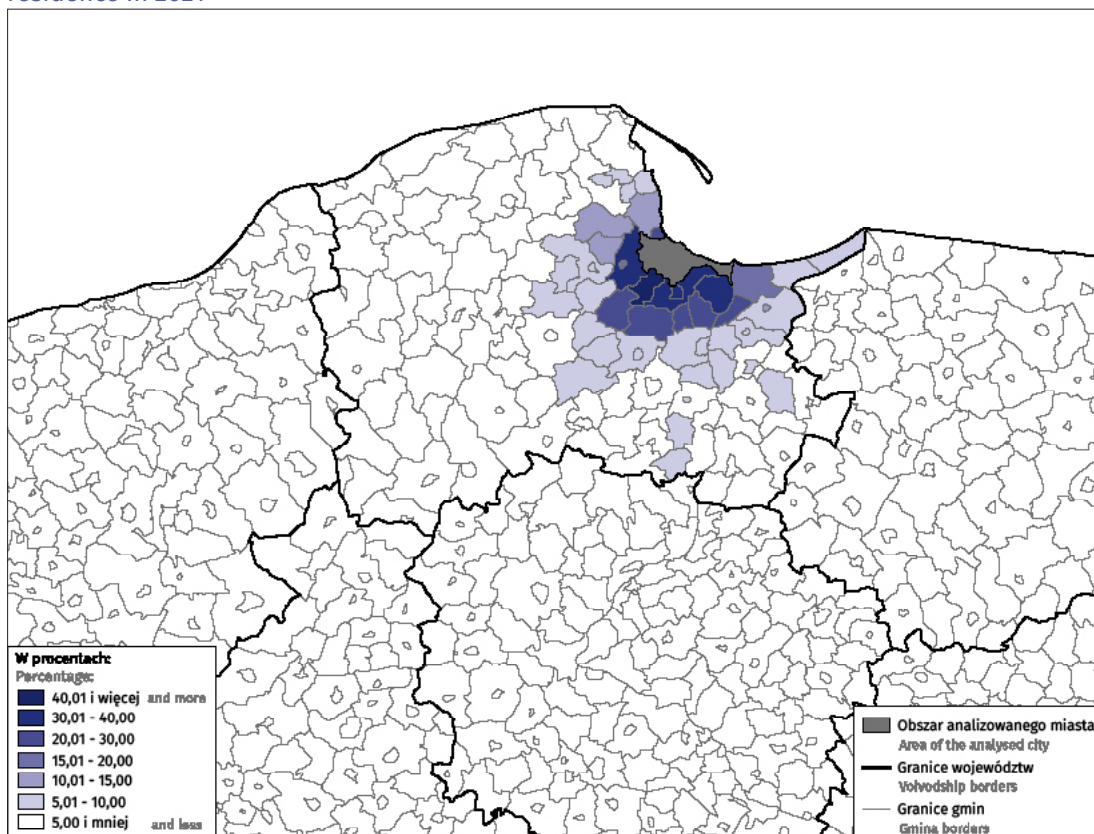 W procentach:
Percentage:
40,01 i więcej and more
30,01 - 40,00
20,01 - 30,00
15,01 - 20,00
10,01 - 15,00
5,01 - 10,00
5,00 i mniej and less
Obszar analizowanego miasta
Area of the analysed city
Granice województw
Voivodship borders
Granice gmin
Gmina borders